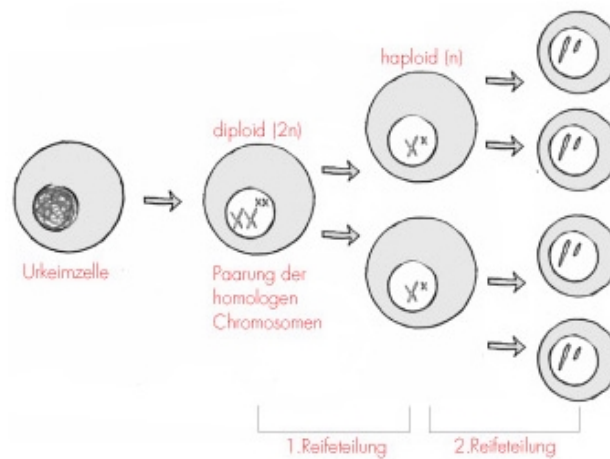 haploid (n)
diploid (2n)
Urkeimzelle
Paarung der
homologen
Chromosomen
1.Reifeteilung
2.Reifeteilung